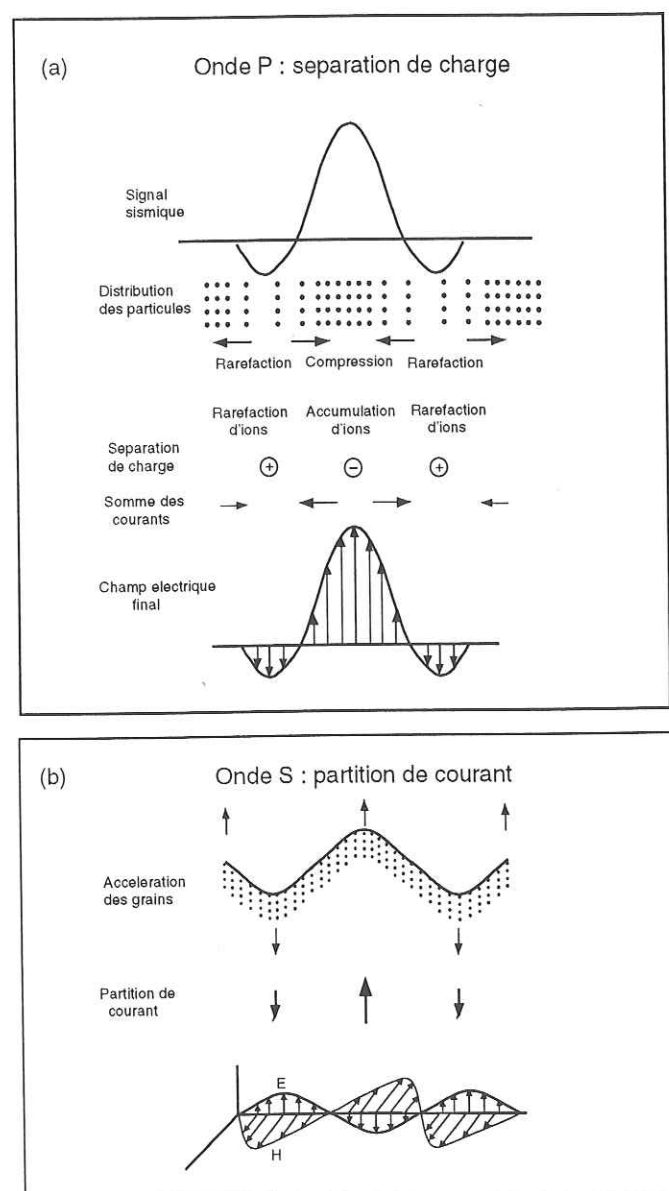 (a) Onde P : separation de charge
Signal
sismique
Distribution
des particules
Rarefaction Compression Rarefaction
Rarefaction
d'ions
Accumulation
d'ions
Rarefaction
d'ions
Separation
de charge
+ − +
Somme des
courants
Champ electrique
final
(b) Onde S : partition de courant
Acceleration
des grains
Partition de
courant
E
H